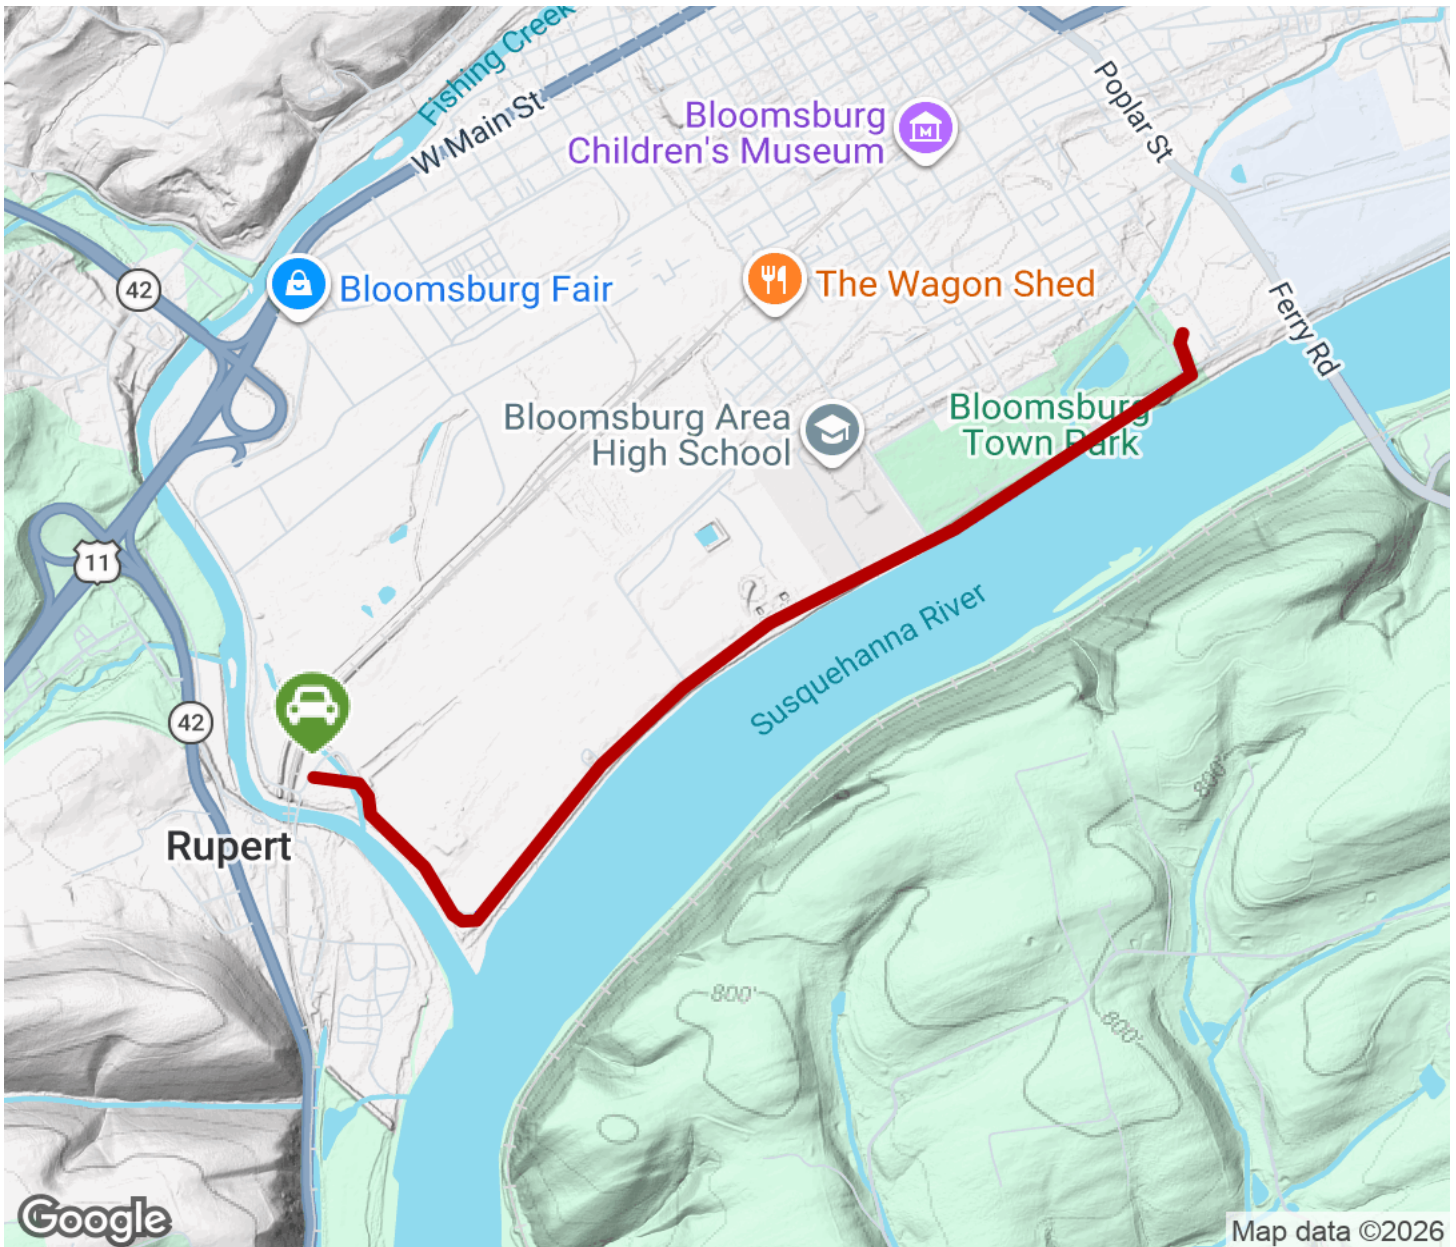 Fishing Creek
W Main St
Poplar St
Bloomsburg
Children's Museum
42
Bloomsburg Fair
The Wagon Shed
Ferry Rd
Bloomsburg Area
High School
Bloomsburg
Town Park
11
Susquehanna River
42
800'
Rupert
800'
800'
Google
Map data ©2026